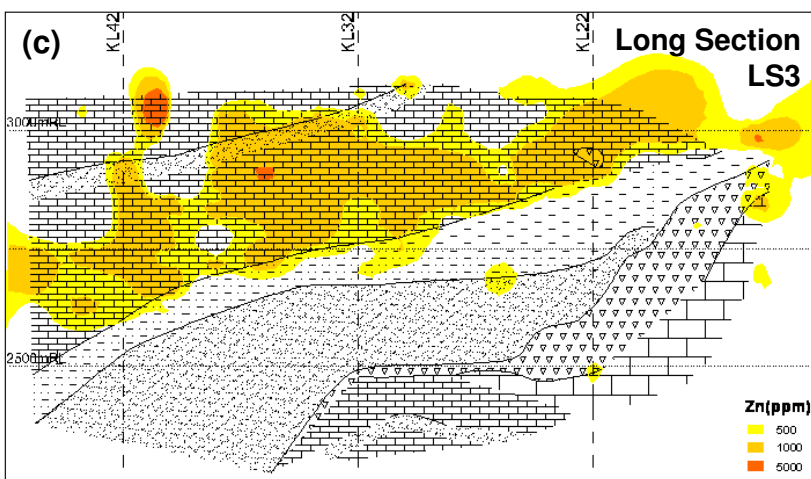 (c)
KL42
KL32
KL22
Long Section
LS3
3000mRL
2500mRL
Zn(ppm)
500
1000
5000